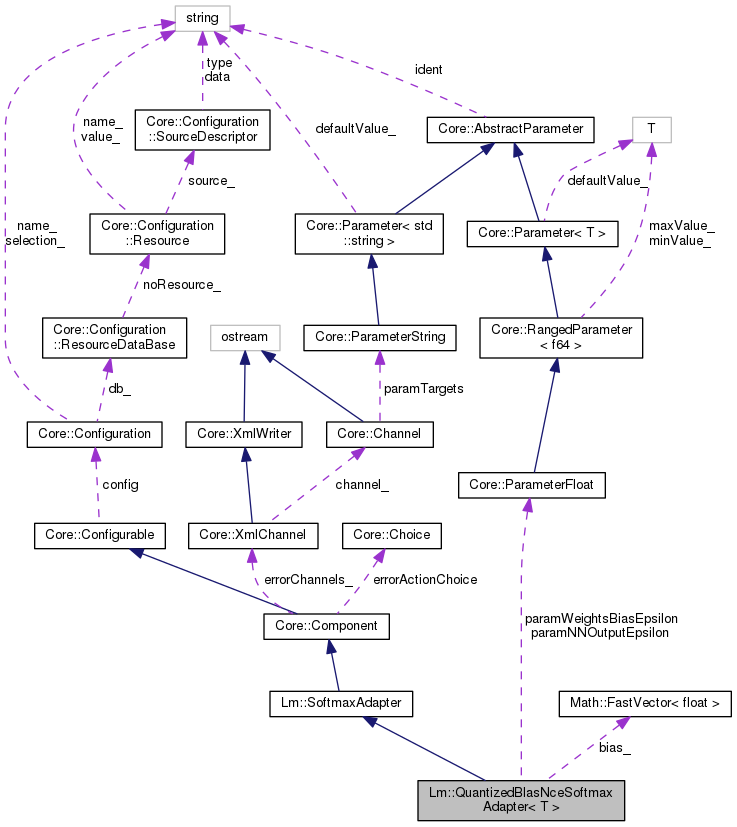 string
type
data
ident
Core::Configuration
::SourceDescriptor
Core::AbstractParameter
T
name_
value_
defaultValue_
source_
defaultValue_
name_
selection_
Core::Configuration
::Resource
Core::Parameter< std
::string >
Core::Parameter< T >
maxValue_
minValue_
noResource_
Core::Configuration
::ResourceDataBase
ostream
Core::ParameterString
Core::RangedParameter
< f64 >
db_
paramTargets
Core::Configuration
Core::XmlWriter
Core::Channel
config
channel_
Core::ParameterFloat
Core::Configurable
Core::XmlChannel
Core::Choice
errorChannels_
errorActionChoice
Core::Component
paramWeightsBiasEpsilon
paramNNOutputEpsilon
Lm::SoftmaxAdapter
Math::FastVector< float >
bias_
Lm::QuantizedBlasNceSoftmax
Adapter< T >